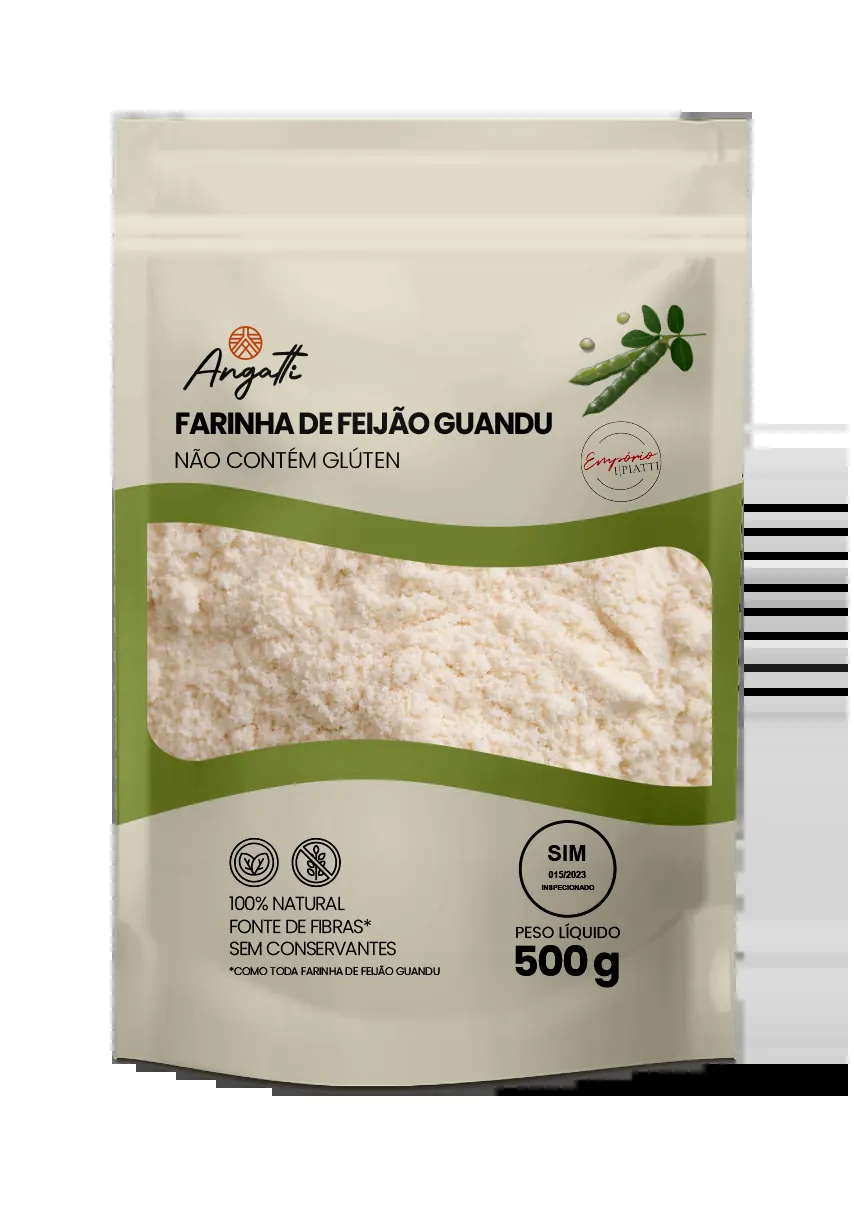 Angatti
FARINHA DE FEIJÃO GUANDU
NÃO CONTÉM GLÚTEN
Empório
PIATTI
SIM
015/2023
INSPECIONADO
100% NATURAL
FONTE DE FIBRAS*
SEM CONSERVANTES
*COMO TODA FARINHA DE FEIJÃO GUANDU
PESO LÍQUIDO
500 g